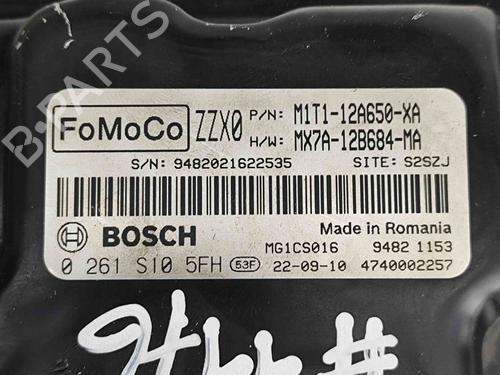 B-PARTS
FoMoCo ZZX0 P/N: M1T1-12A650-XA
H/W: MX7A-12B684-MA
S/N: 9482021622535 SITE: S2SZJ
BOSCH Made in Romania
MG1CS016 9482 1153
0 261 S10 5FH 53F 22-09-10 4740002257